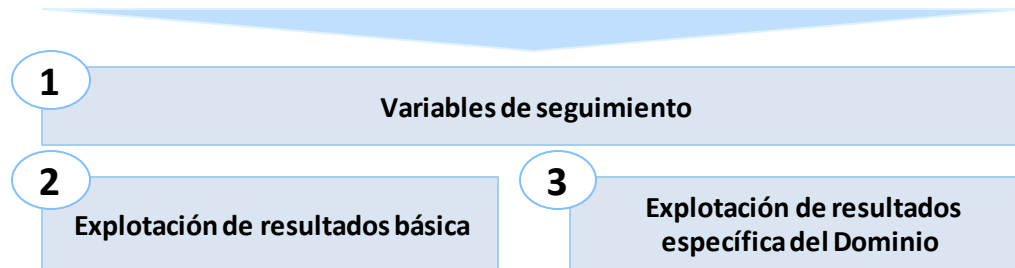 1
Variables de seguimiento
2
Explotación de resultados básica
3
Explotación de resultados
específica del Dominio